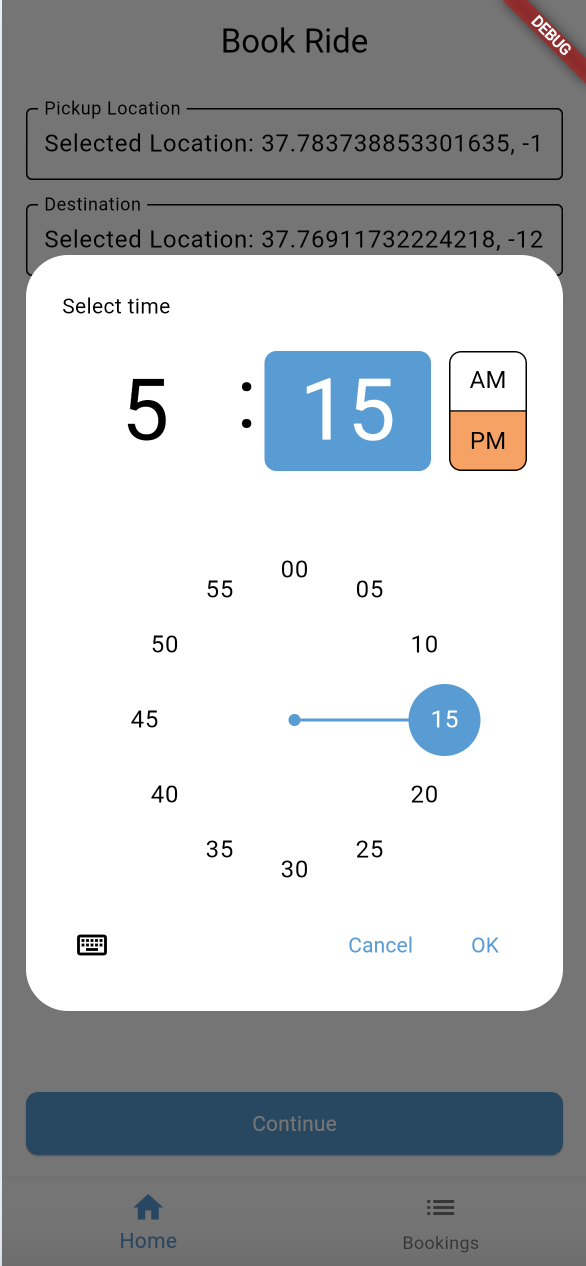 Book Ride
DEBUG
Pickup Location
Selected Location: 37.783738853301635, -1
Destination
Selected Location: 37.76911732224218, -12
Select time
5 : 15
AM
PM
00
55 05
50 10
45 15
40 20
35 25
30
Cancel OK
Continue
Home Bookings